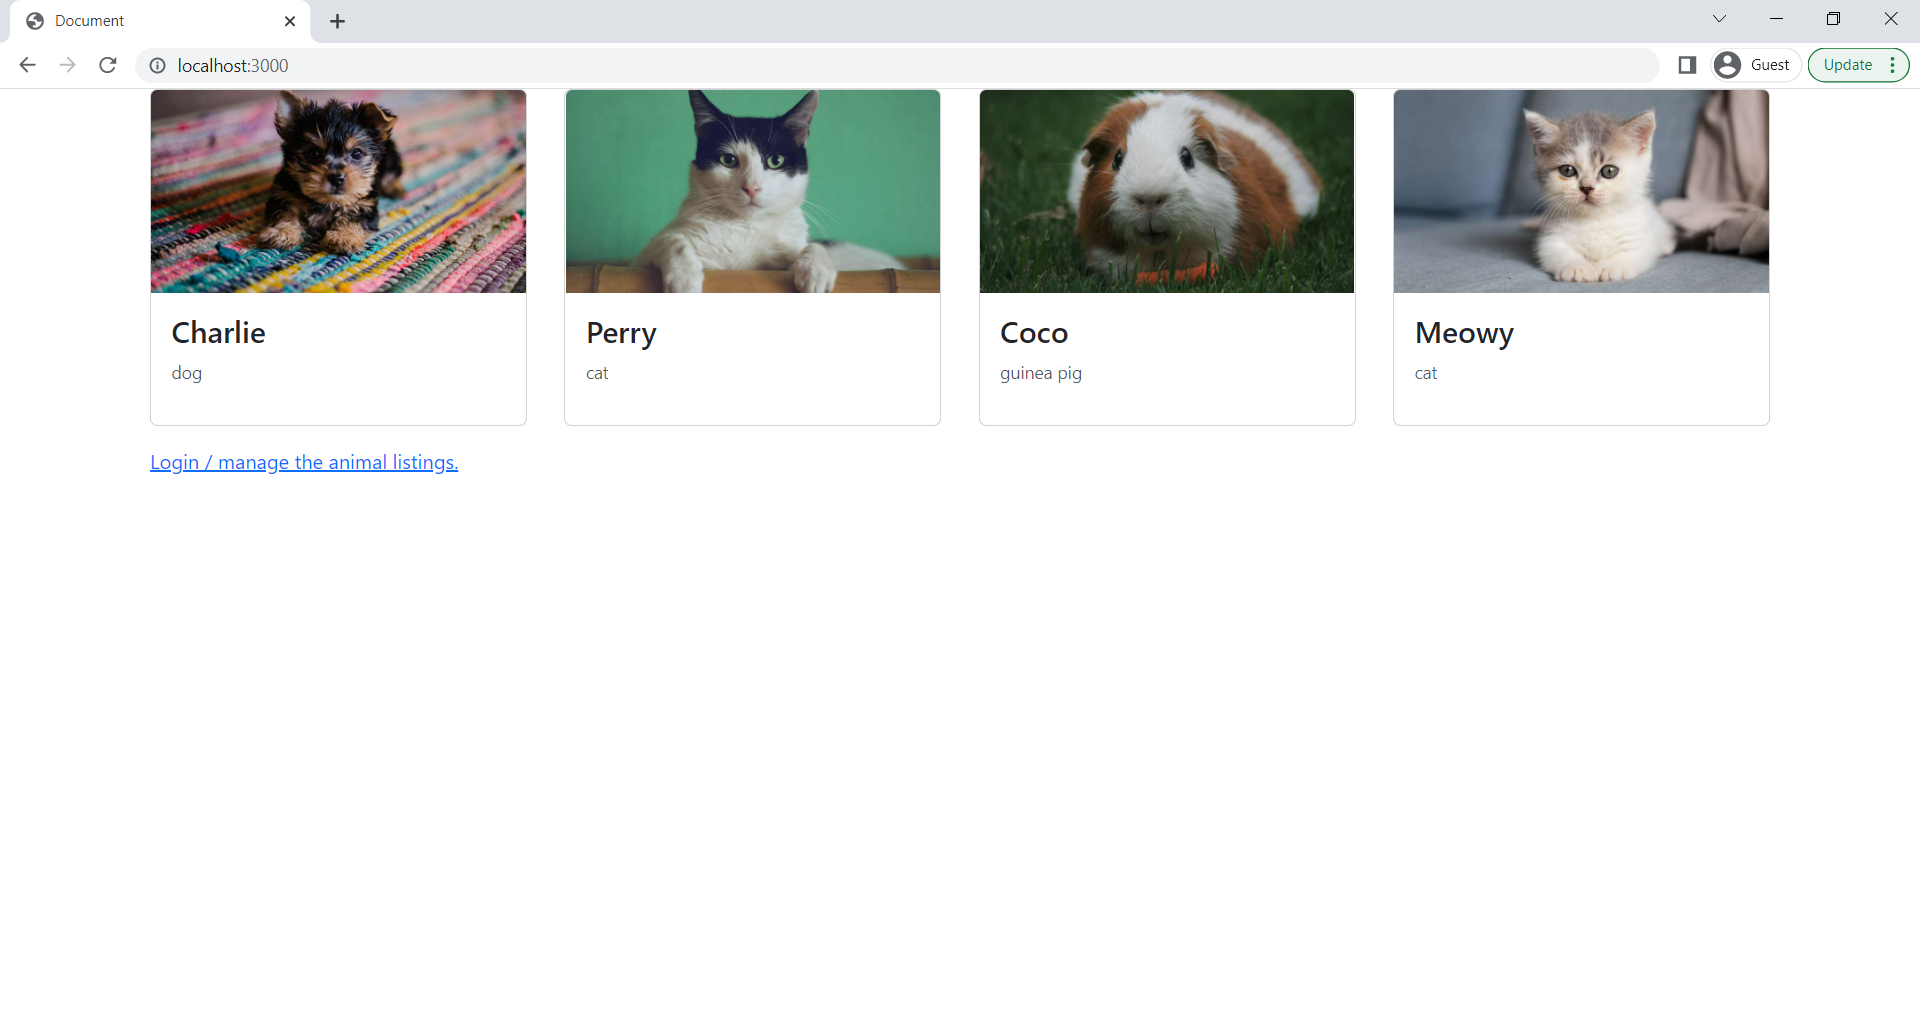 Document
localhost:3000
Guest
Update
Charlie
dog
Perry
cat
Coco
guinea pig
Meowy
cat
Login / manage the animal listings.